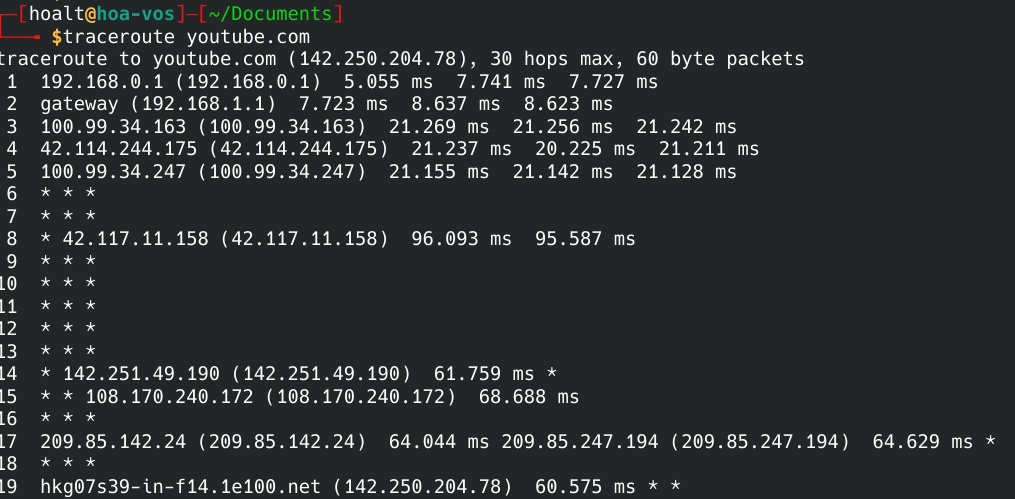 ┌─[hoalt@hoa-vos]─[~/Documents]
└──╼ $traceroute youtube.com
traceroute to youtube.com (142.250.204.78), 30 hops max, 60 byte packets
1 192.168.0.1 (192.168.0.1) 5.055 ms 7.741 ms 7.727 ms
2 gateway (192.168.1.1) 7.723 ms 8.637 ms 8.623 ms
3 100.99.34.163 (100.99.34.163) 21.269 ms 21.256 ms 21.242 ms
4 42.114.244.175 (42.114.244.175) 21.237 ms 20.225 ms 21.211 ms
5 100.99.34.247 (100.99.34.247) 21.155 ms 21.142 ms 21.128 ms
6 * * *
7 * * *
8 * 42.117.11.158 (42.117.11.158) 96.093 ms 95.587 ms
9 * * *
10 * * *
11 * * *
12 * * *
13 * * *
14 * 142.251.49.190 (142.251.49.190) 61.759 ms *
15 * * 108.170.240.172 (108.170.240.172) 68.688 ms
16 * * *
17 209.85.142.24 (209.85.142.24) 64.044 ms 209.85.247.194 (209.85.247.194) 64.629 ms *
18 * * *
19 hkg07s39-in-f14.1e100.net (142.250.204.78) 60.575 ms * *